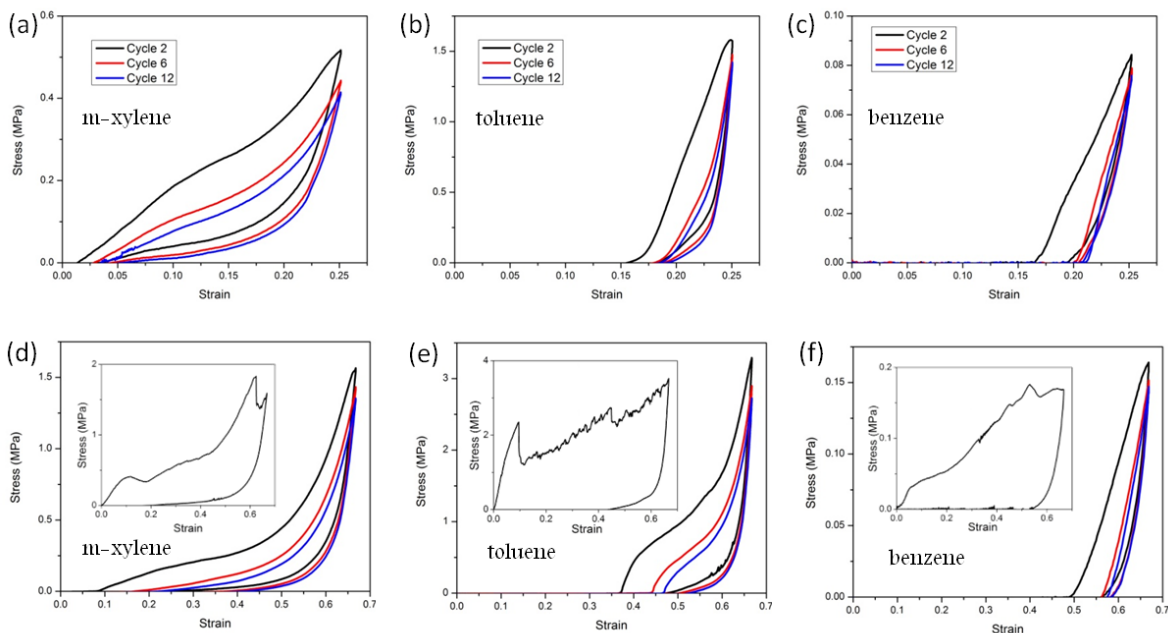 (a)
0.6
0.4
0.2
0.0
Stress (MPa)
Cycle 2
Cycle 6
Cycle 12
m-xylene
0.00 0.05 0.10 0.15 0.20 0.25
Strain
(b)
1.5
1.0
0.5
0.0
Stress (MPa)
Cycle 2
Cycle 6
Cycle 12
toluene
0.00 0.05 0.10 0.15 0.20 0.25
Strain
(c)
0.10
0.08
0.06
0.04
0.02
0.00
Stress (MPa)
Cycle 2
Cycle 6
Cycle 12
benzene
0.00 0.05 0.10 0.15 0.20 0.25
Strain
(d)
1.5
1.0
0.5
0.0
Stress (MPa)
2
1
0
Stress (MPa)
0.0 0.2 0.4 0.6
Strain
m-xylene
0.0 0.1 0.2 0.3 0.4 0.5 0.6 0.7
Strain
(e)
3
2
1
0
Stress (MPa)
4
2
0
Stress (MPa)
0.0 0.2 0.4 0.6
Strain
toluene
0.0 0.1 0.2 0.3 0.4 0.5 0.6 0.7
Strain
(f)
0.15
0.10
0.05
0.00
Stress (MPa)
0.2
0.1
0.0
Stress (MPa)
0.0 0.2 0.4 0.6
Strain
benzene
0.0 0.1 0.2 0.3 0.4 0.5 0.6 0.7
Strain